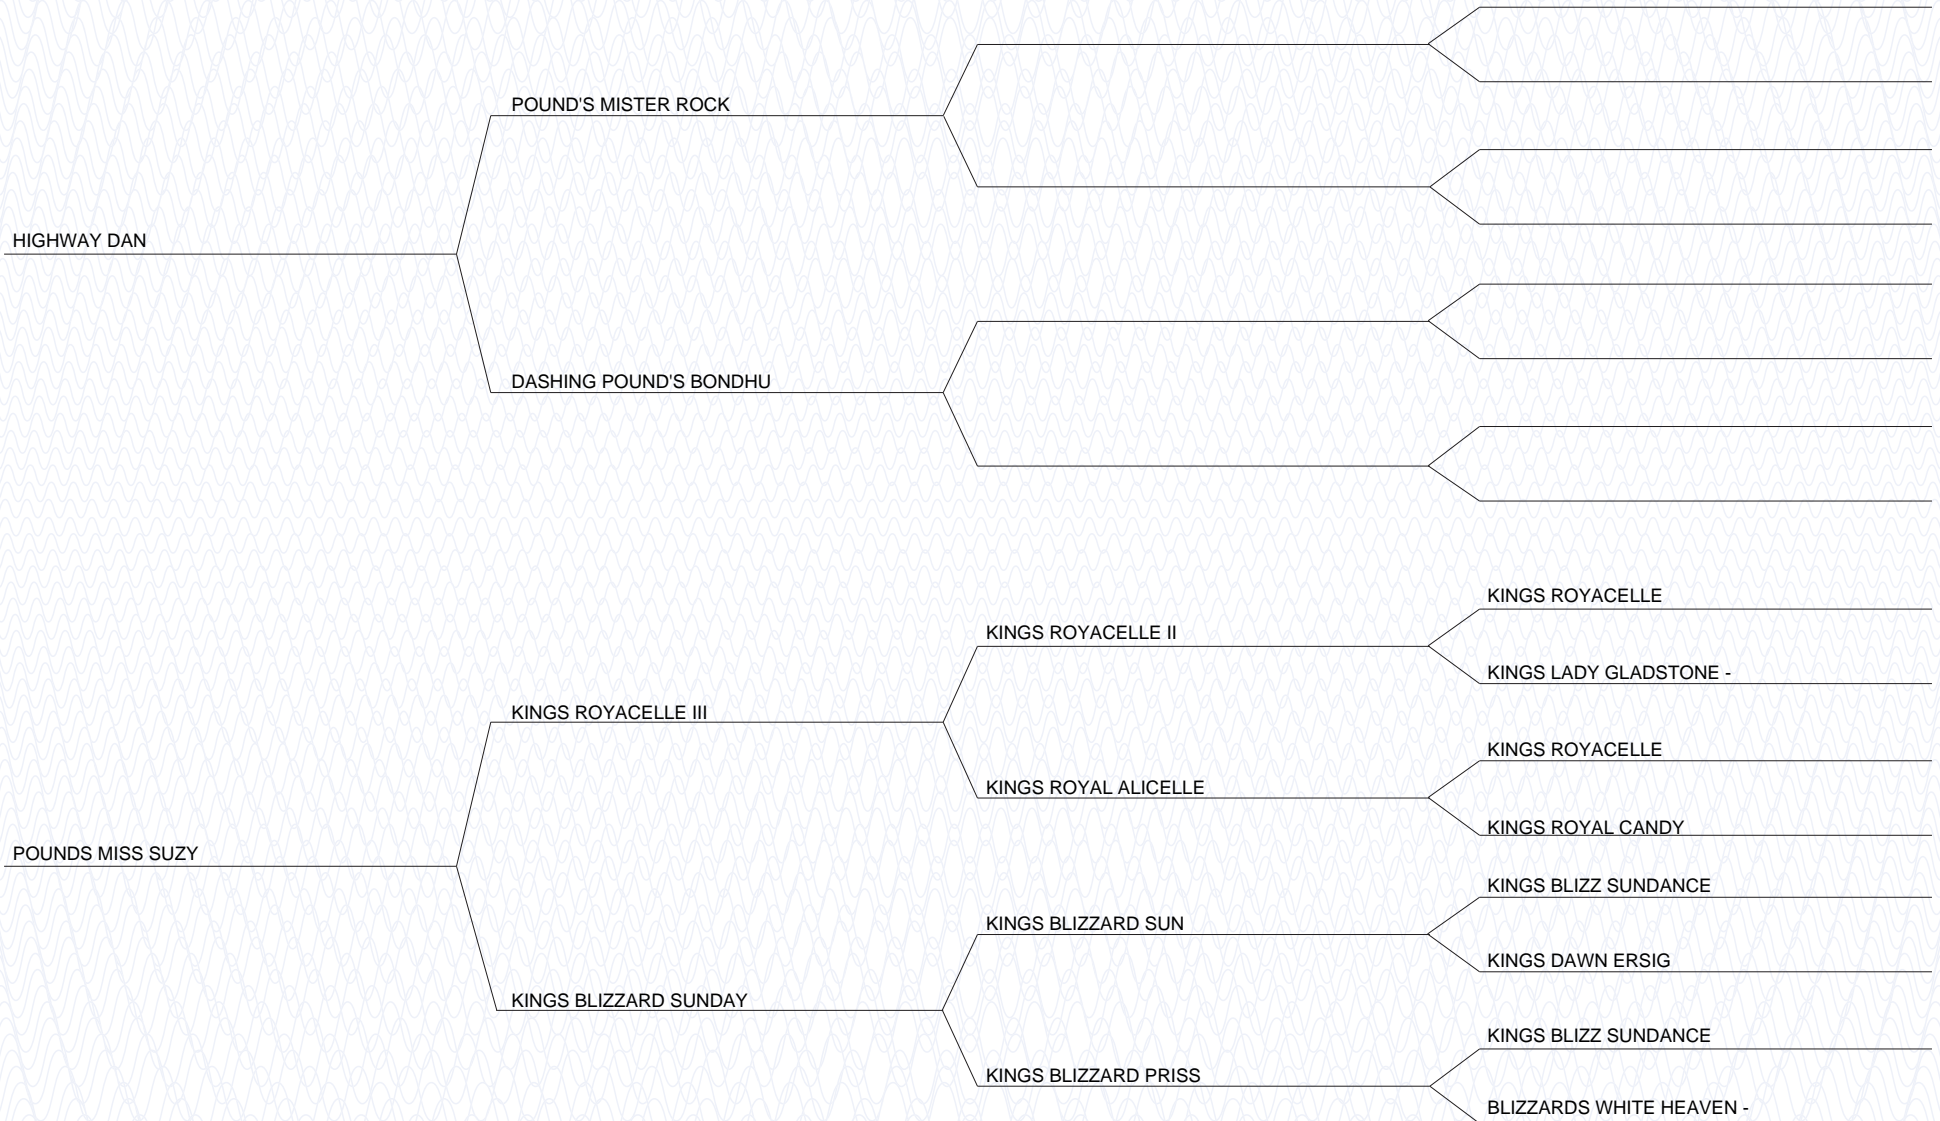 POUND'S MISTER ROCK
HIGHWAY DAN
DASHING POUND'S BONDHU
KINGS ROYACELLE
KINGS ROYACELLE II
KINGS LADY GLADSTONE -
KINGS ROYACELLE III
KINGS ROYACELLE
KINGS ROYAL ALICELLE
KINGS ROYAL CANDY
POUNDS MISS SUZY
KINGS BLIZZ SUNDANCE
KINGS BLIZZARD SUN
KINGS DAWN ERSIG
KINGS BLIZZARD SUNDAY
KINGS BLIZZ SUNDANCE
KINGS BLIZZARD PRISS
BLIZZARDS WHITE HEAVEN -